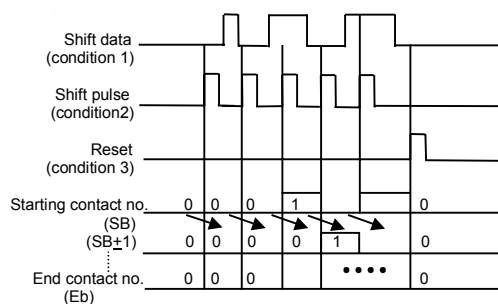 Shift data
(condition 1)
Shift pulse
(condition2)
Reset
(condition 3)
Starting contact no. 0 0 0 1 0
(SB)
(SB±1) 0 0 0 0 1 0
End contact no. 0 0 0 •••• 0
(Eb)